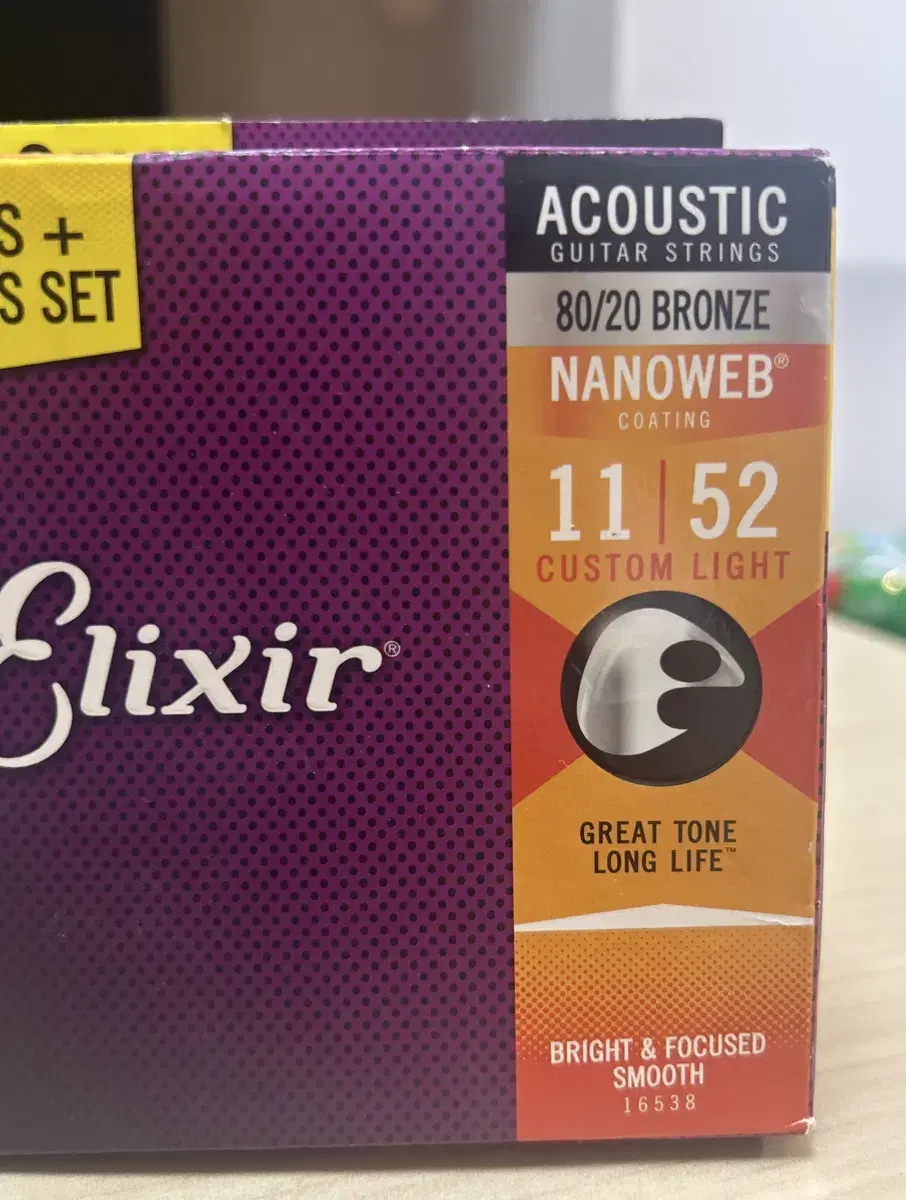 S +
S SET
Elixir®
ACOUSTIC
GUITAR STRINGS
80/20 BRONZE
NANOWEB®
COATING
11 | 52
CUSTOM LIGHT
GREAT TONE
LONG LIFE™
BRIGHT & FOCUSED
SMOOTH
16538